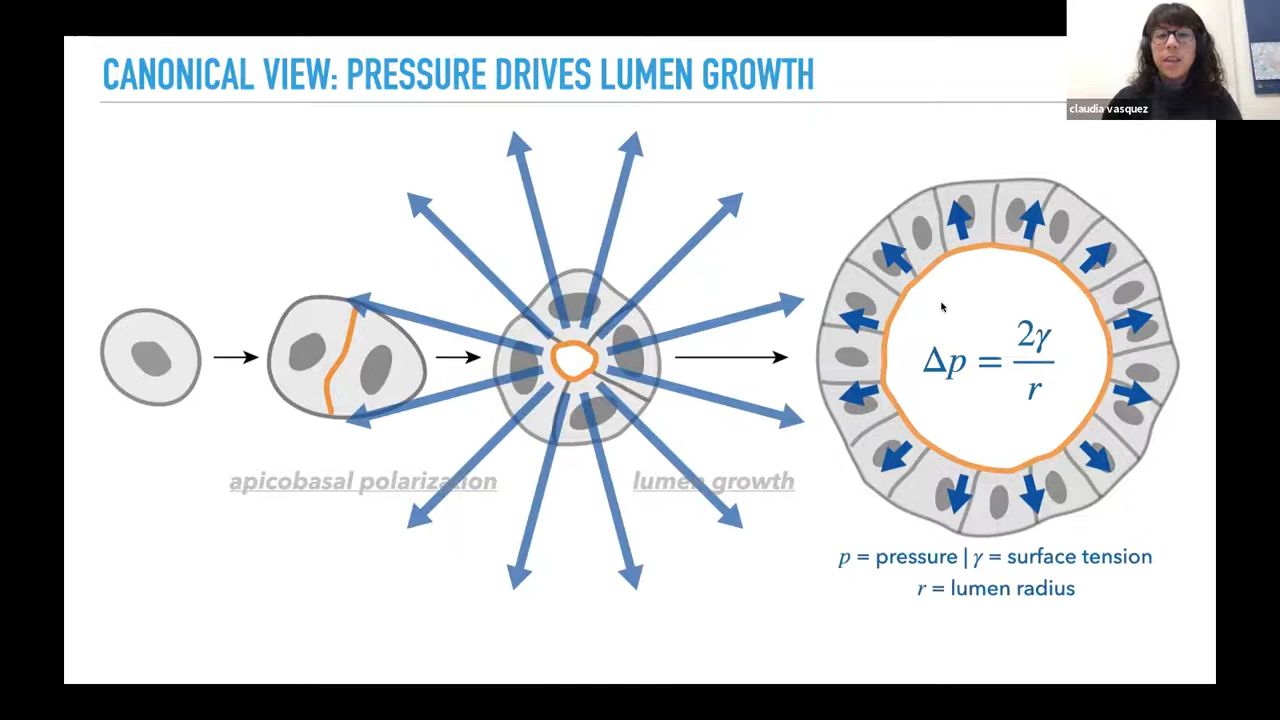 CANONICAL VIEW: PRESSURE DRIVES LUMEN GROWTH
claudia vasquez
Δp = 2γ / r
apicobasal polarization
lumen growth
p = pressure | γ = surface tension
r = lumen radius